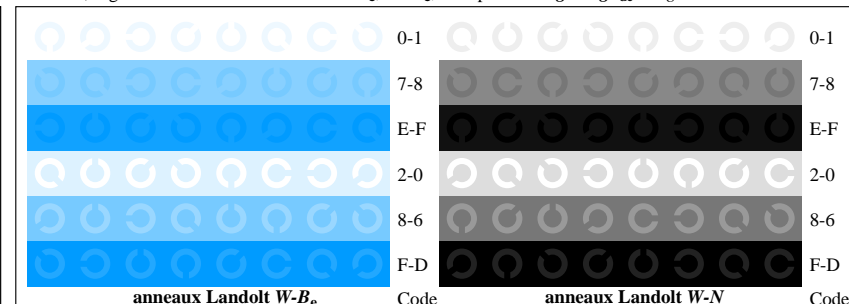 0-1 0-1
7-8 7-8
E-F E-F
2-0 2-0
8-6 8-6
F-D F-D
anneaux Landolt W-Be Code anneaux Landolt W-N Code